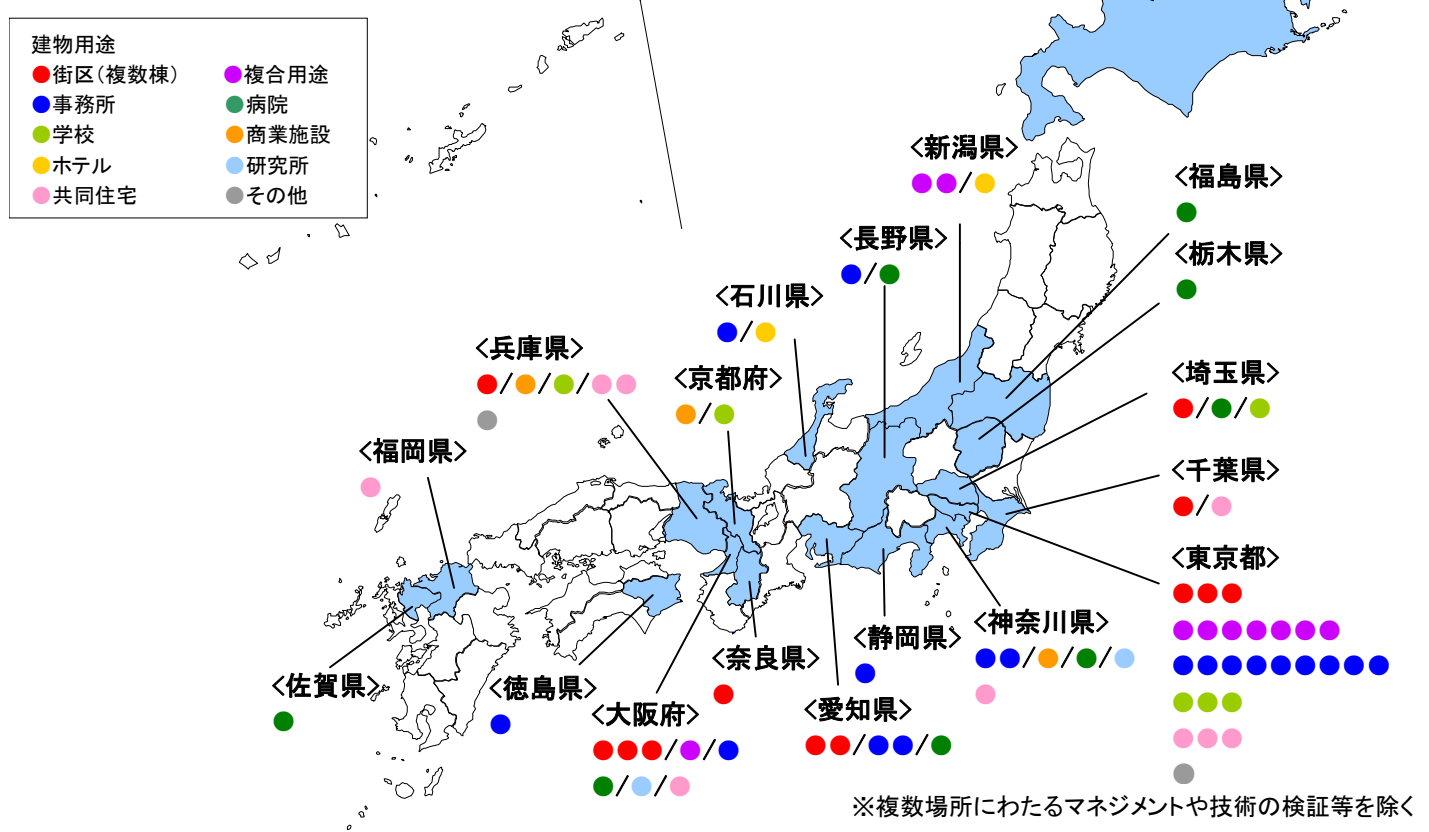 建物用途
街区(複数棟)
複合用途
事務所
病院
学校
商業施設
ホテル
研究所
共同住宅
その他
<新潟県>
/
<福島県>
<長野県>
/
<栃木県>
<石川県>
/
<兵庫県>
/ / /
<京都府>
/
<埼玉県>
/ /
<福岡県>
<千葉県>
/
<東京都>
<神奈川県>
/ / /
<静岡県>
<奈良県>
<佐賀県>
<徳島県>
<大阪府>
/ /
/ /
<愛知県>
/ /
※複数場所にわたるマネジメントや技術の検証等を除く